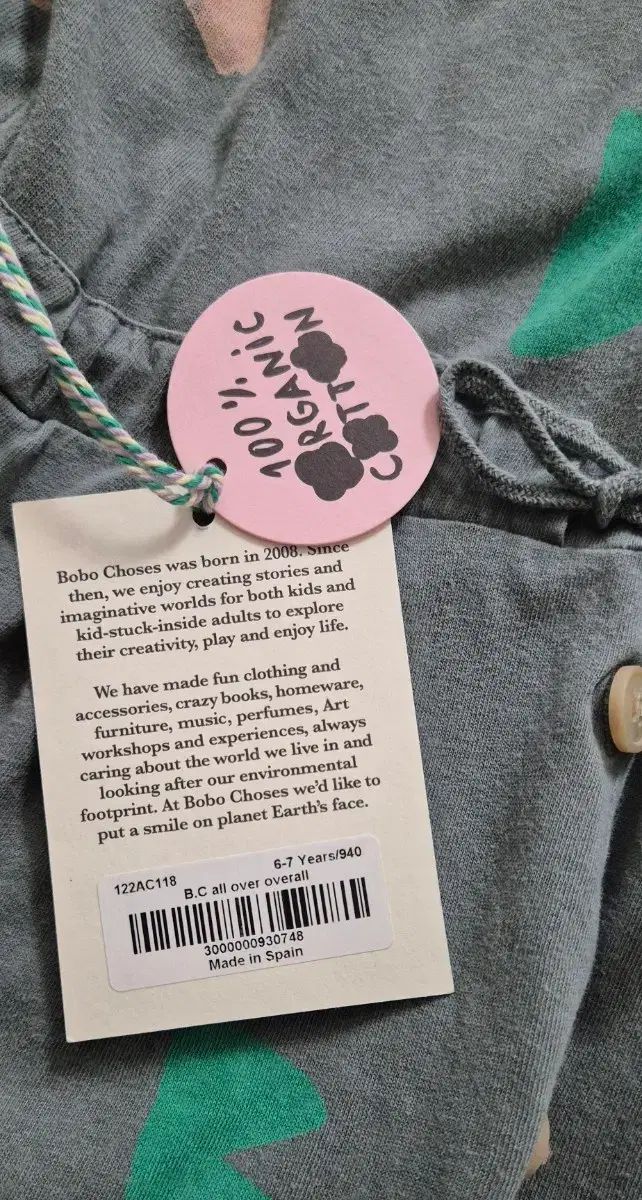 100% ORGANIC COTTON
Bobo Choses was born in 2008. Since
then, we enjoy creating stories and
imaginative worlds for both kids and
kid-stuck-inside adults to explore
their creativity, play and enjoy life.
We have made fun clothing and
accessories, crazy books, homeware,
furniture, music, perfumes, Art
workshops and experiences, always
caring about the world we live in and
looking after our environmental
footprint. At Bobo Choses we'd like to
put a smile on planet Earth's face.
122AC118 6-7 Years/940
B.C all over overall
3000000930748
Made in Spain